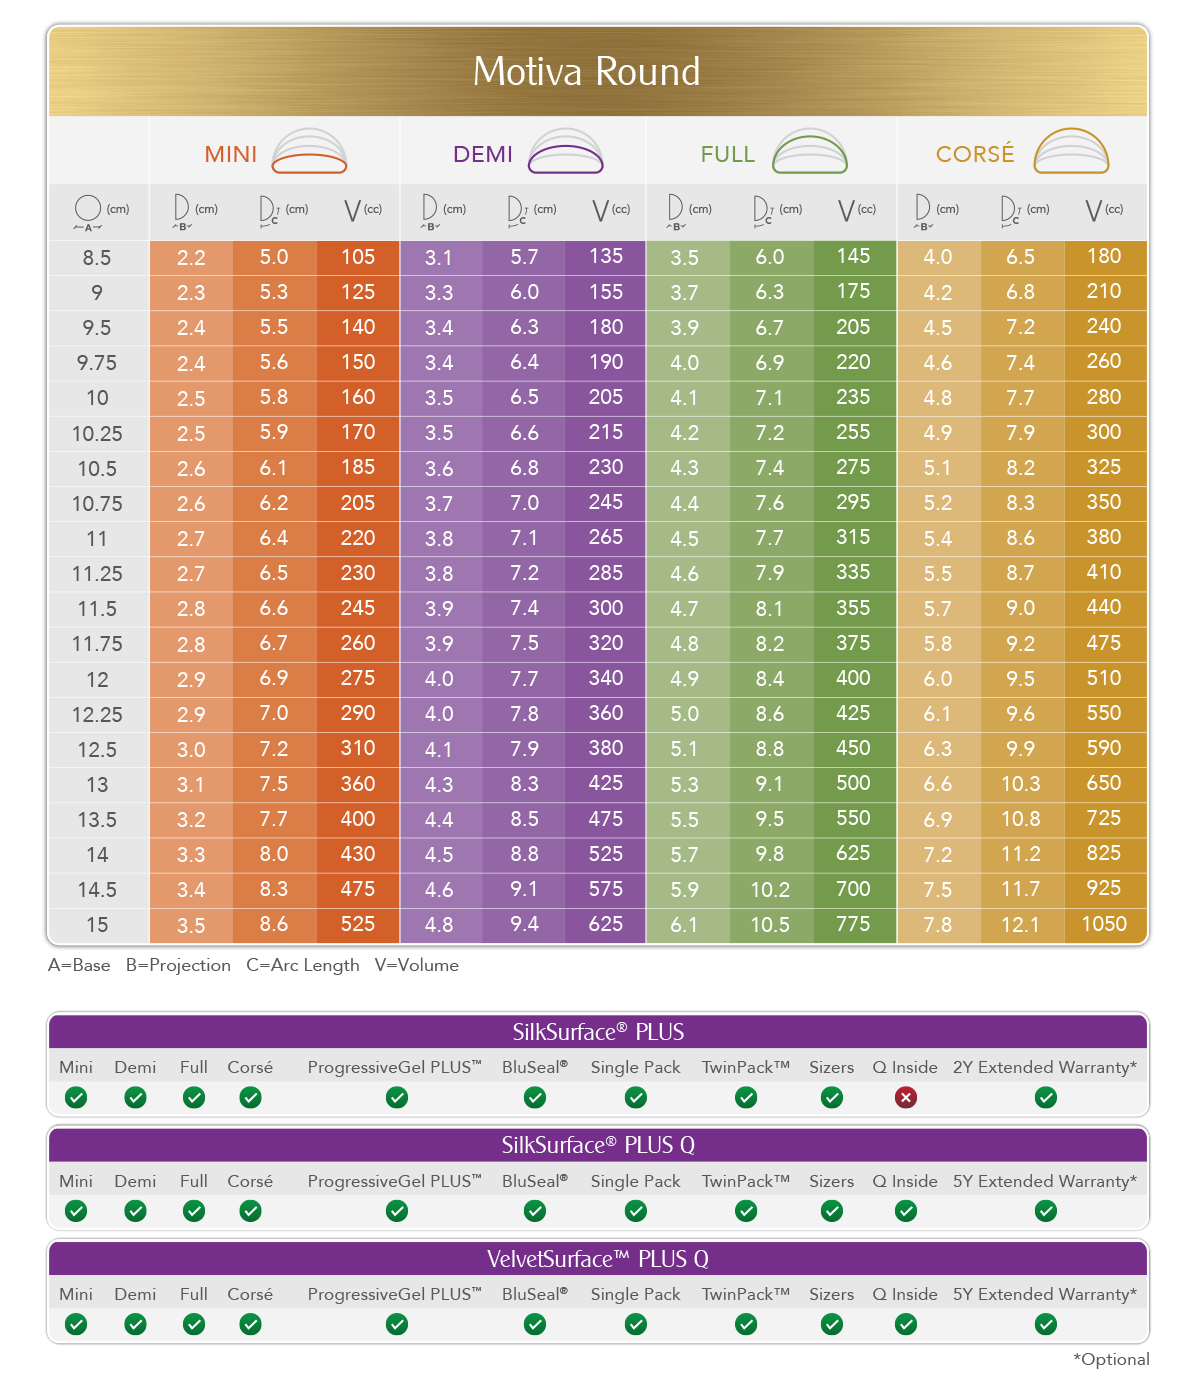 Motiva Round
MINI DEMI FULL CORSÉ
A (cm) B (cm) C (cm) V (cc) B (cm) C (cm) V (cc) B (cm) C (cm) V (cc) B (cm) C (cm) V (cc)
8.5 2.2 5.0 105 3.1 5.7 135 3.5 6.0 145 4.0 6.5 180
9 2.3 5.3 125 3.3 6.0 155 3.7 6.3 175 4.2 6.8 210
9.5 2.4 5.5 140 3.4 6.3 180 3.9 6.7 205 4.5 7.2 240
9.75 2.4 5.6 150 3.4 6.4 190 4.0 6.9 220 4.6 7.4 260
10 2.5 5.8 160 3.5 6.5 205 4.1 7.1 235 4.8 7.7 280
10.25 2.5 5.9 170 3.5 6.6 215 4.2 7.2 255 4.9 7.9 300
10.5 2.6 6.1 185 3.6 6.8 230 4.3 7.4 275 5.1 8.2 325
10.75 2.6 6.2 205 3.7 7.0 245 4.4 7.6 295 5.2 8.3 350
11 2.7 6.4 220 3.8 7.1 265 4.5 7.7 315 5.4 8.6 380
11.25 2.7 6.5 230 3.8 7.2 285 4.6 7.9 335 5.5 8.7 410
11.5 2.8 6.6 245 3.9 7.4 300 4.7 8.1 355 5.7 9.0 440
11.75 2.8 6.7 260 3.9 7.5 320 4.8 8.2 375 5.8 9.2 475
12 2.9 6.9 275 4.0 7.7 340 4.9 8.4 400 6.0 9.5 510
12.25 2.9 7.0 290 4.0 7.8 360 5.0 8.6 425 6.1 9.6 550
12.5 3.0 7.2 310 4.1 7.9 380 5.1 8.8 450 6.3 9.9 590
13 3.1 7.5 360 4.3 8.3 425 5.3 9.1 500 6.6 10.3 650
13.5 3.2 7.7 400 4.4 8.5 475 5.5 9.5 550 6.9 10.8 725
14 3.3 8.0 430 4.5 8.8 525 5.7 9.8 625 7.2 11.2 825
14.5 3.4 8.3 475 4.6 9.1 575 5.9 10.2 700 7.5 11.7 925
15 3.5 8.6 525 4.8 9.4 625 6.1 10.5 775 7.8 12.1 1050
A=Base B=Projection C=Arc Length V=Volume
SilkSurface® PLUS
Mini Demi Full Corsé ProgressiveGel PLUS™ BluSeal® Single Pack TwinPack™ Sizers Q Inside 2Y Extended Warranty*
SilkSurface® PLUS Q
Mini Demi Full Corsé ProgressiveGel PLUS™ BluSeal® Single Pack TwinPack™ Sizers Q Inside 5Y Extended Warranty*
VelvetSurface™ PLUS Q
Mini Demi Full Corsé ProgressiveGel PLUS™ BluSeal® Single Pack TwinPack™ Sizers Q Inside 5Y Extended Warranty*
*Optional